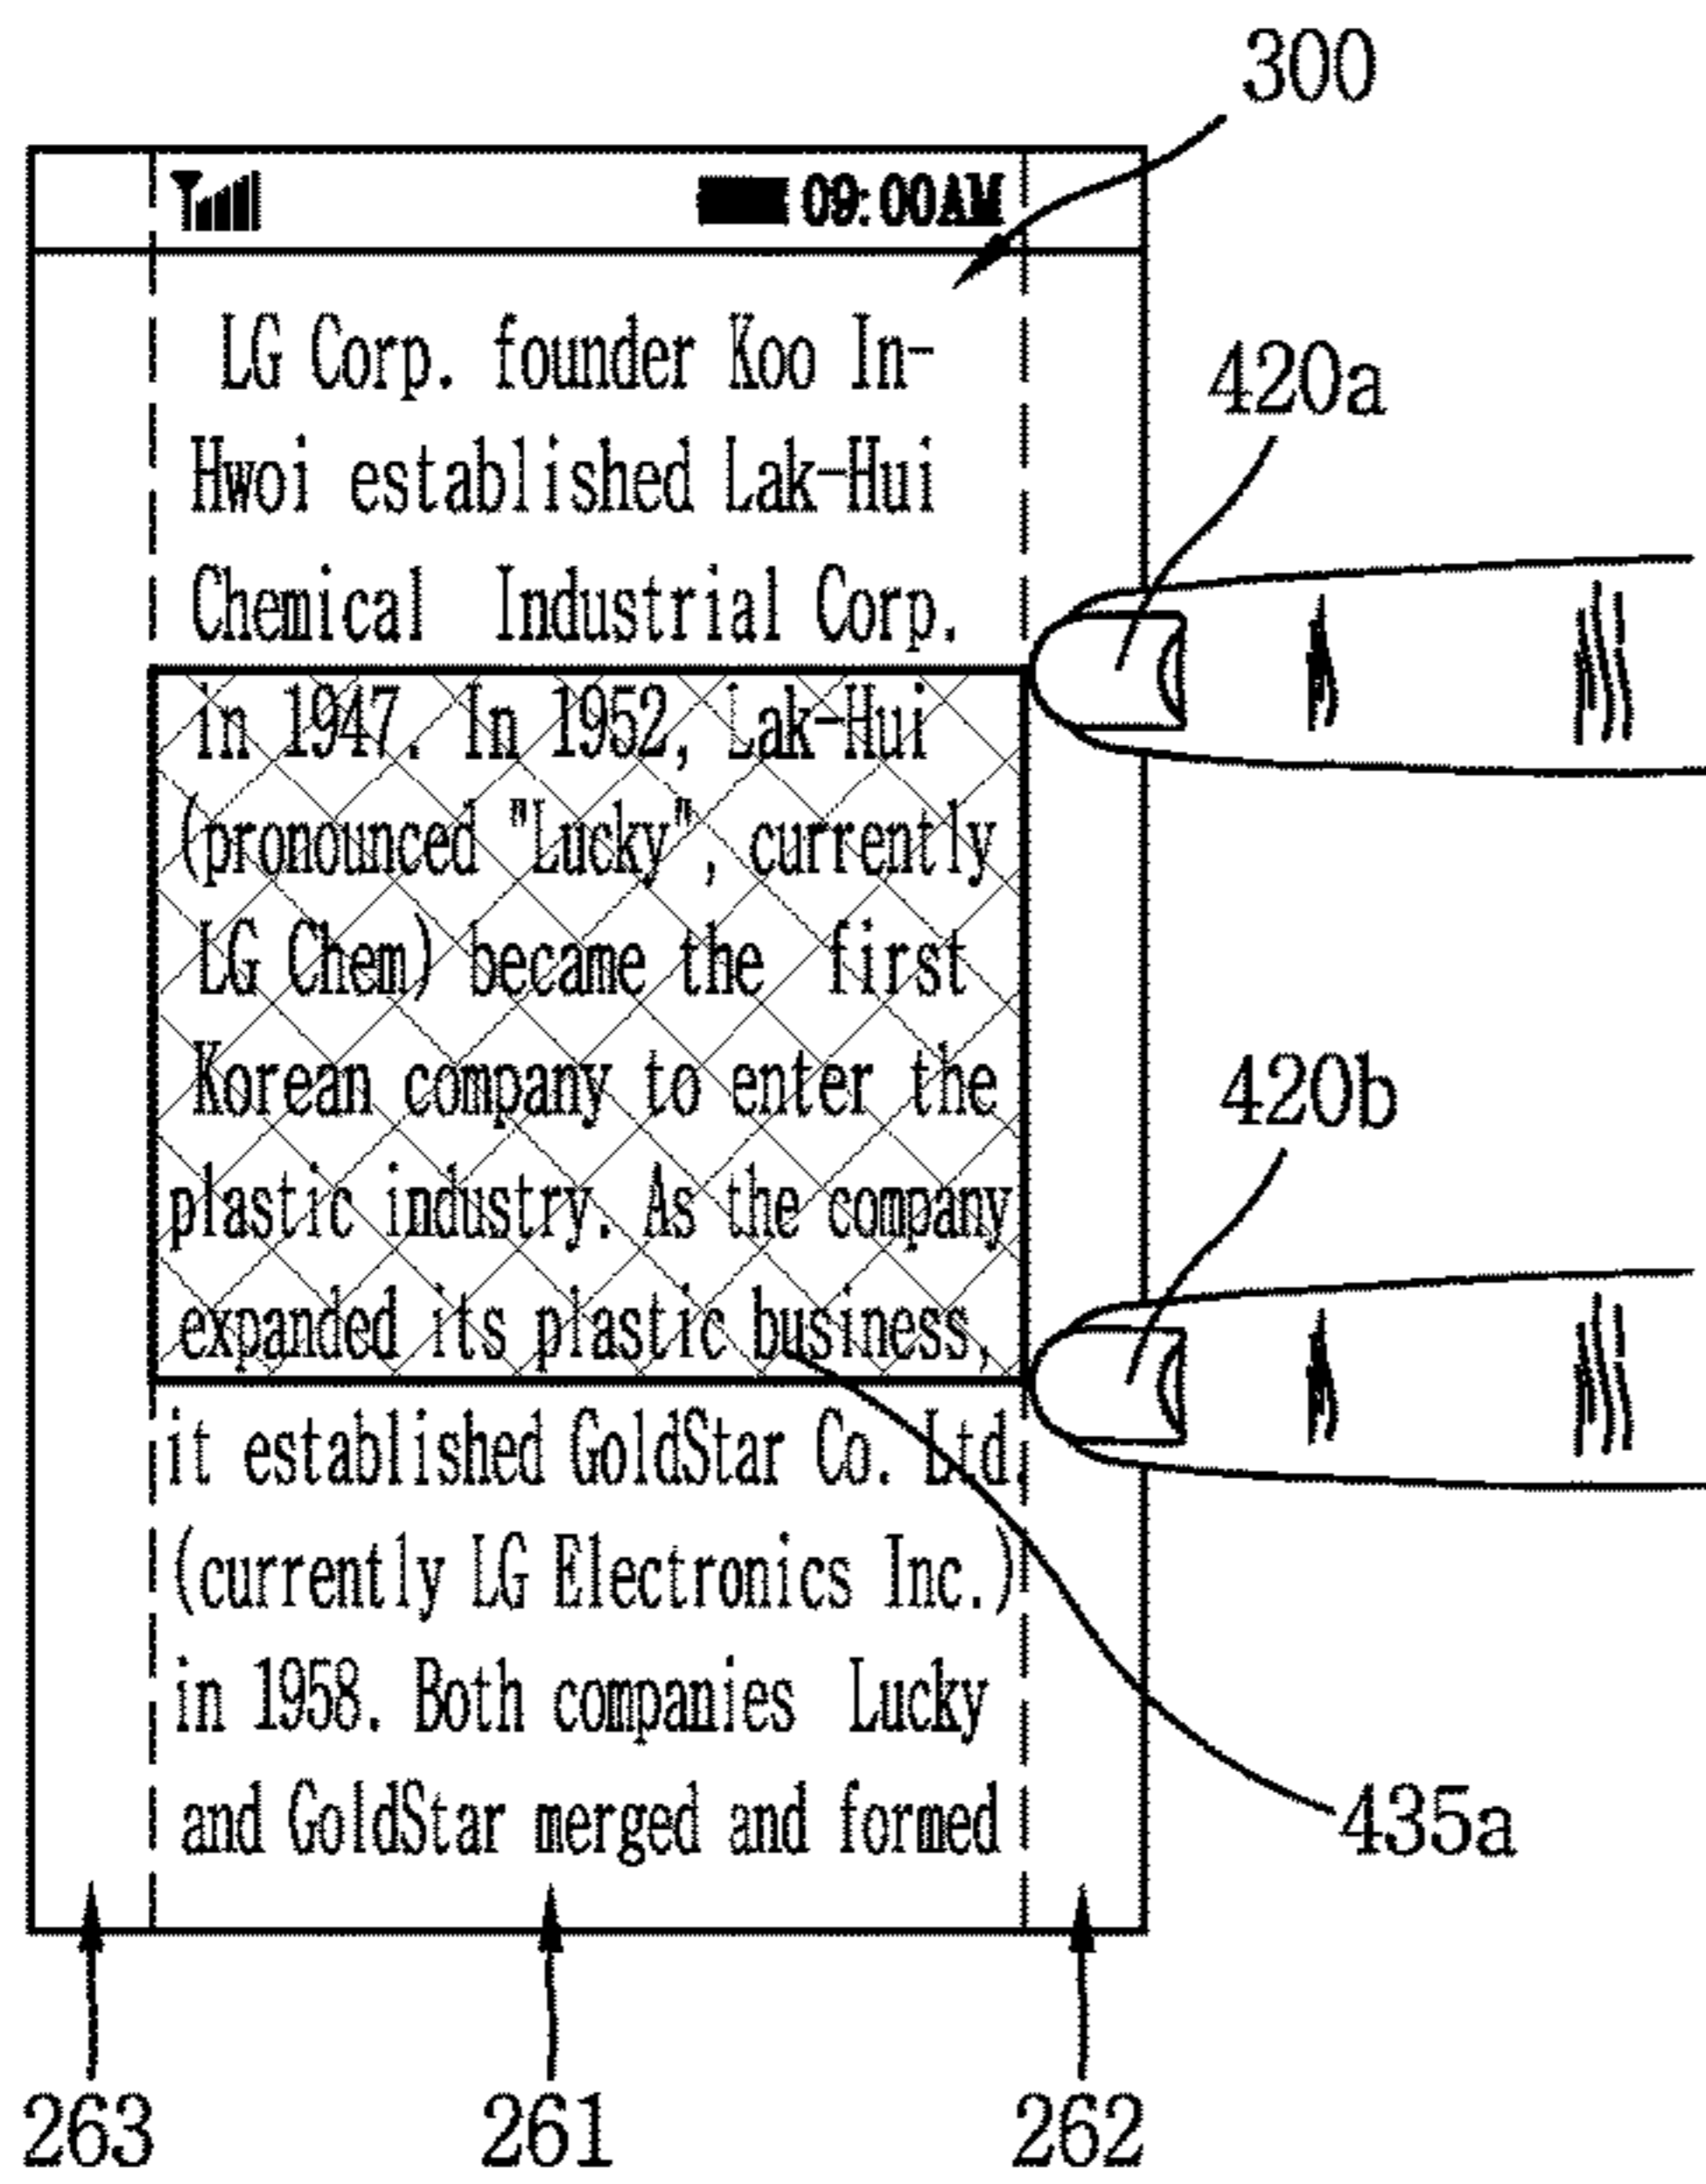 300
09:00AM
LG Corp. founder Koo In-
420a
Hwoi established Lak-Hui
Chemical Industrial Corp.
in 1947. In 1952, Lak-Hui
(pronounced "Lucky", currently
LG Chem) became the first
420b
Korean company to enter the
plastic industry. As the company
expanded its plastic business,
it established GoldStar Co. Ltd.
(currently LG Electronics Inc.)
in 1958. Both companies Lucky
and GoldStar merged and formed
435a
263 261 262